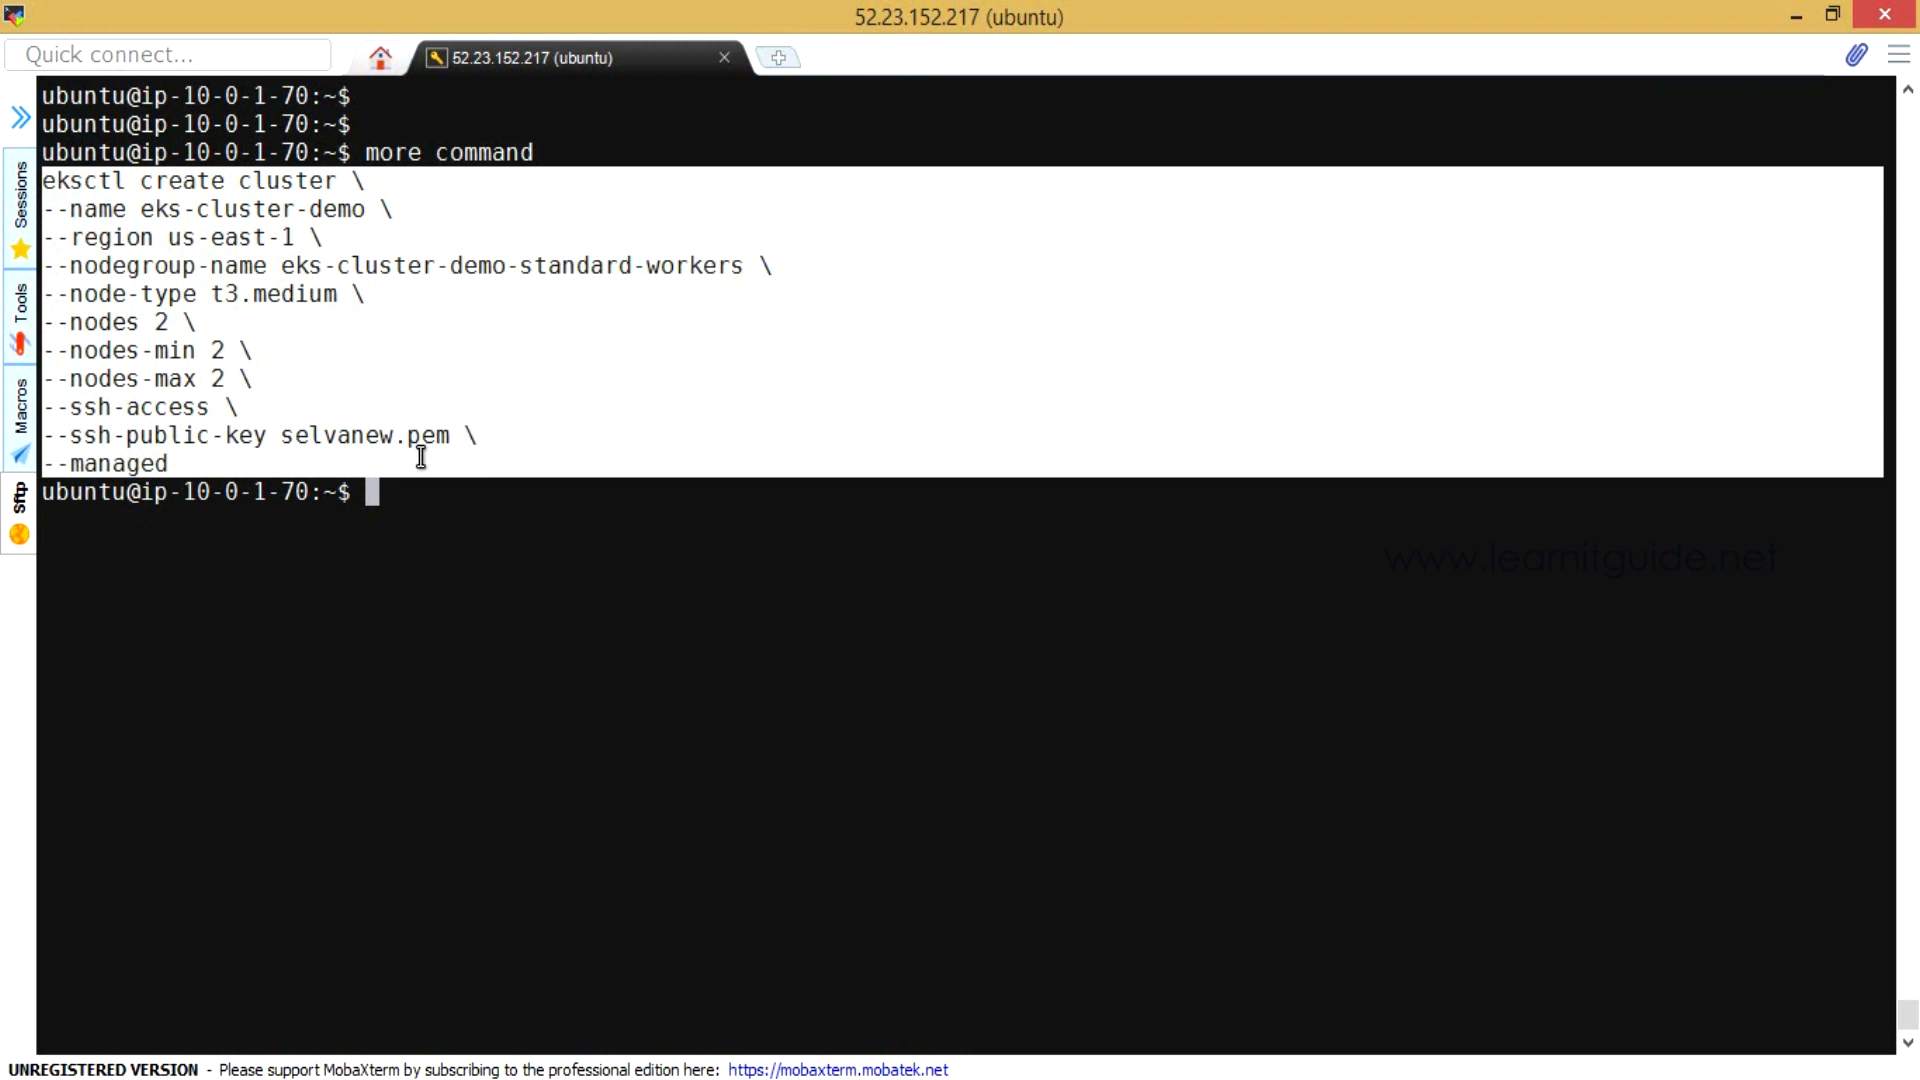 52.23.152.217 (ubuntu)
Quick connect...
52.23.152.217 (ubuntu)
ubuntu@ip-10-0-1-70:~$
ubuntu@ip-10-0-1-70:~$
ubuntu@ip-10-0-1-70:~$ more command
eksctl create cluster \
--name eks-cluster-demo \
--region us-east-1 \
--nodegroup-name eks-cluster-demo-standard-workers \
--node-type t3.medium \
--nodes 2 \
--nodes-min 2 \
--nodes-max 2 \
--ssh-access \
--ssh-public-key selvanew.pem \
--managed
ubuntu@ip-10-0-1-70:~$
Sessions
Tools
Macros
Sftp
www.learnitguide.net
UNREGISTERED VERSION - Please support MobaXterm by subscribing to the professional edition here: https://mobaxterm.mobatek.net